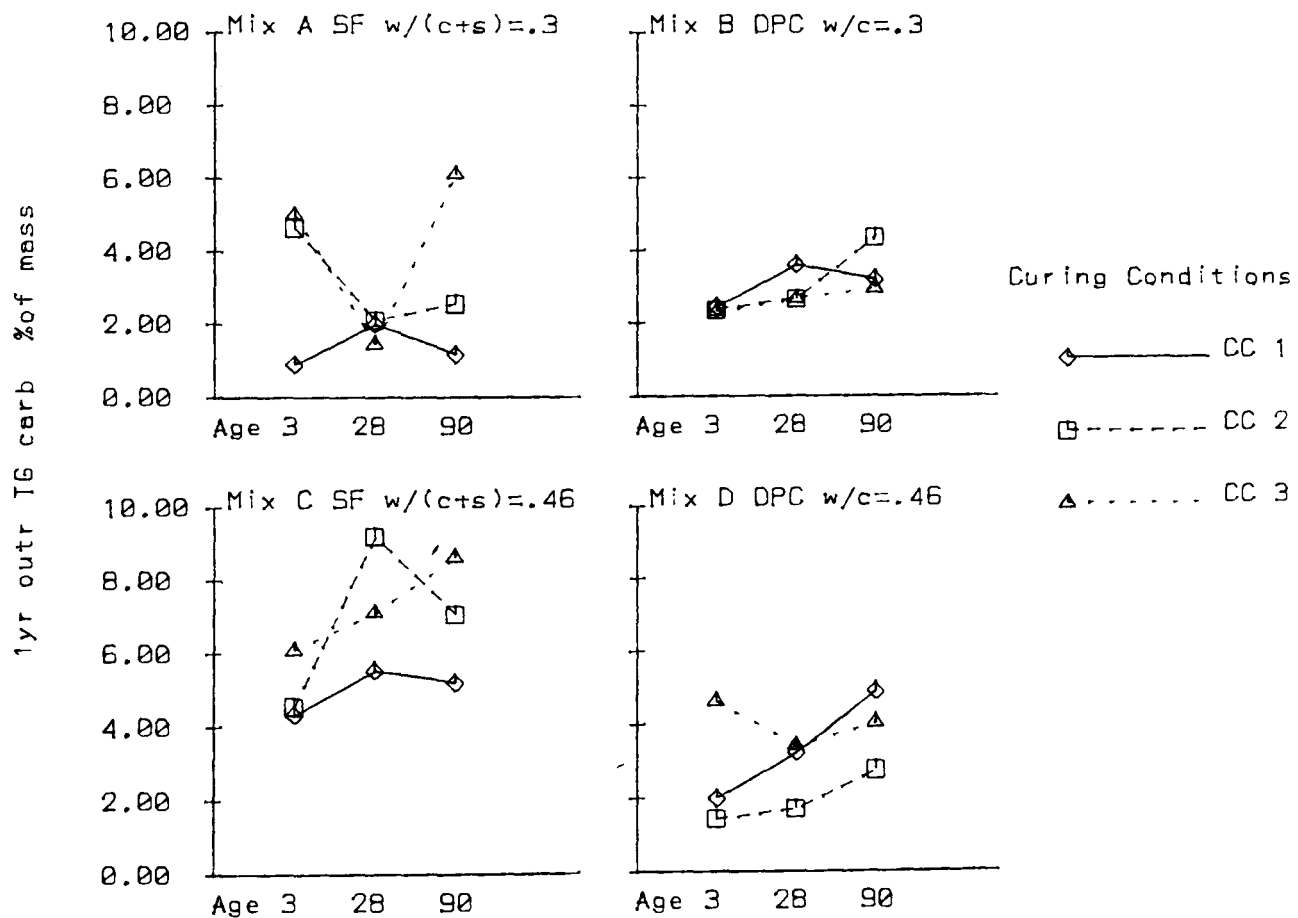 1yr outr TG carb %of mass
Mix A SF w/(c+s)=.3
10.00
8.00
6.00
4.00
2.00
0.00
Age 3 28 90
Mix B OPC w/c=.3
Age 3 28 90
Curing Conditions
CC 1
CC 2
CC 3
Mix C SF w/(c+s)=.46
10.00
8.00
6.00
4.00
2.00
0.00
Age 3 28 90
Mix D OPC w/c=.46
Age 3 28 90